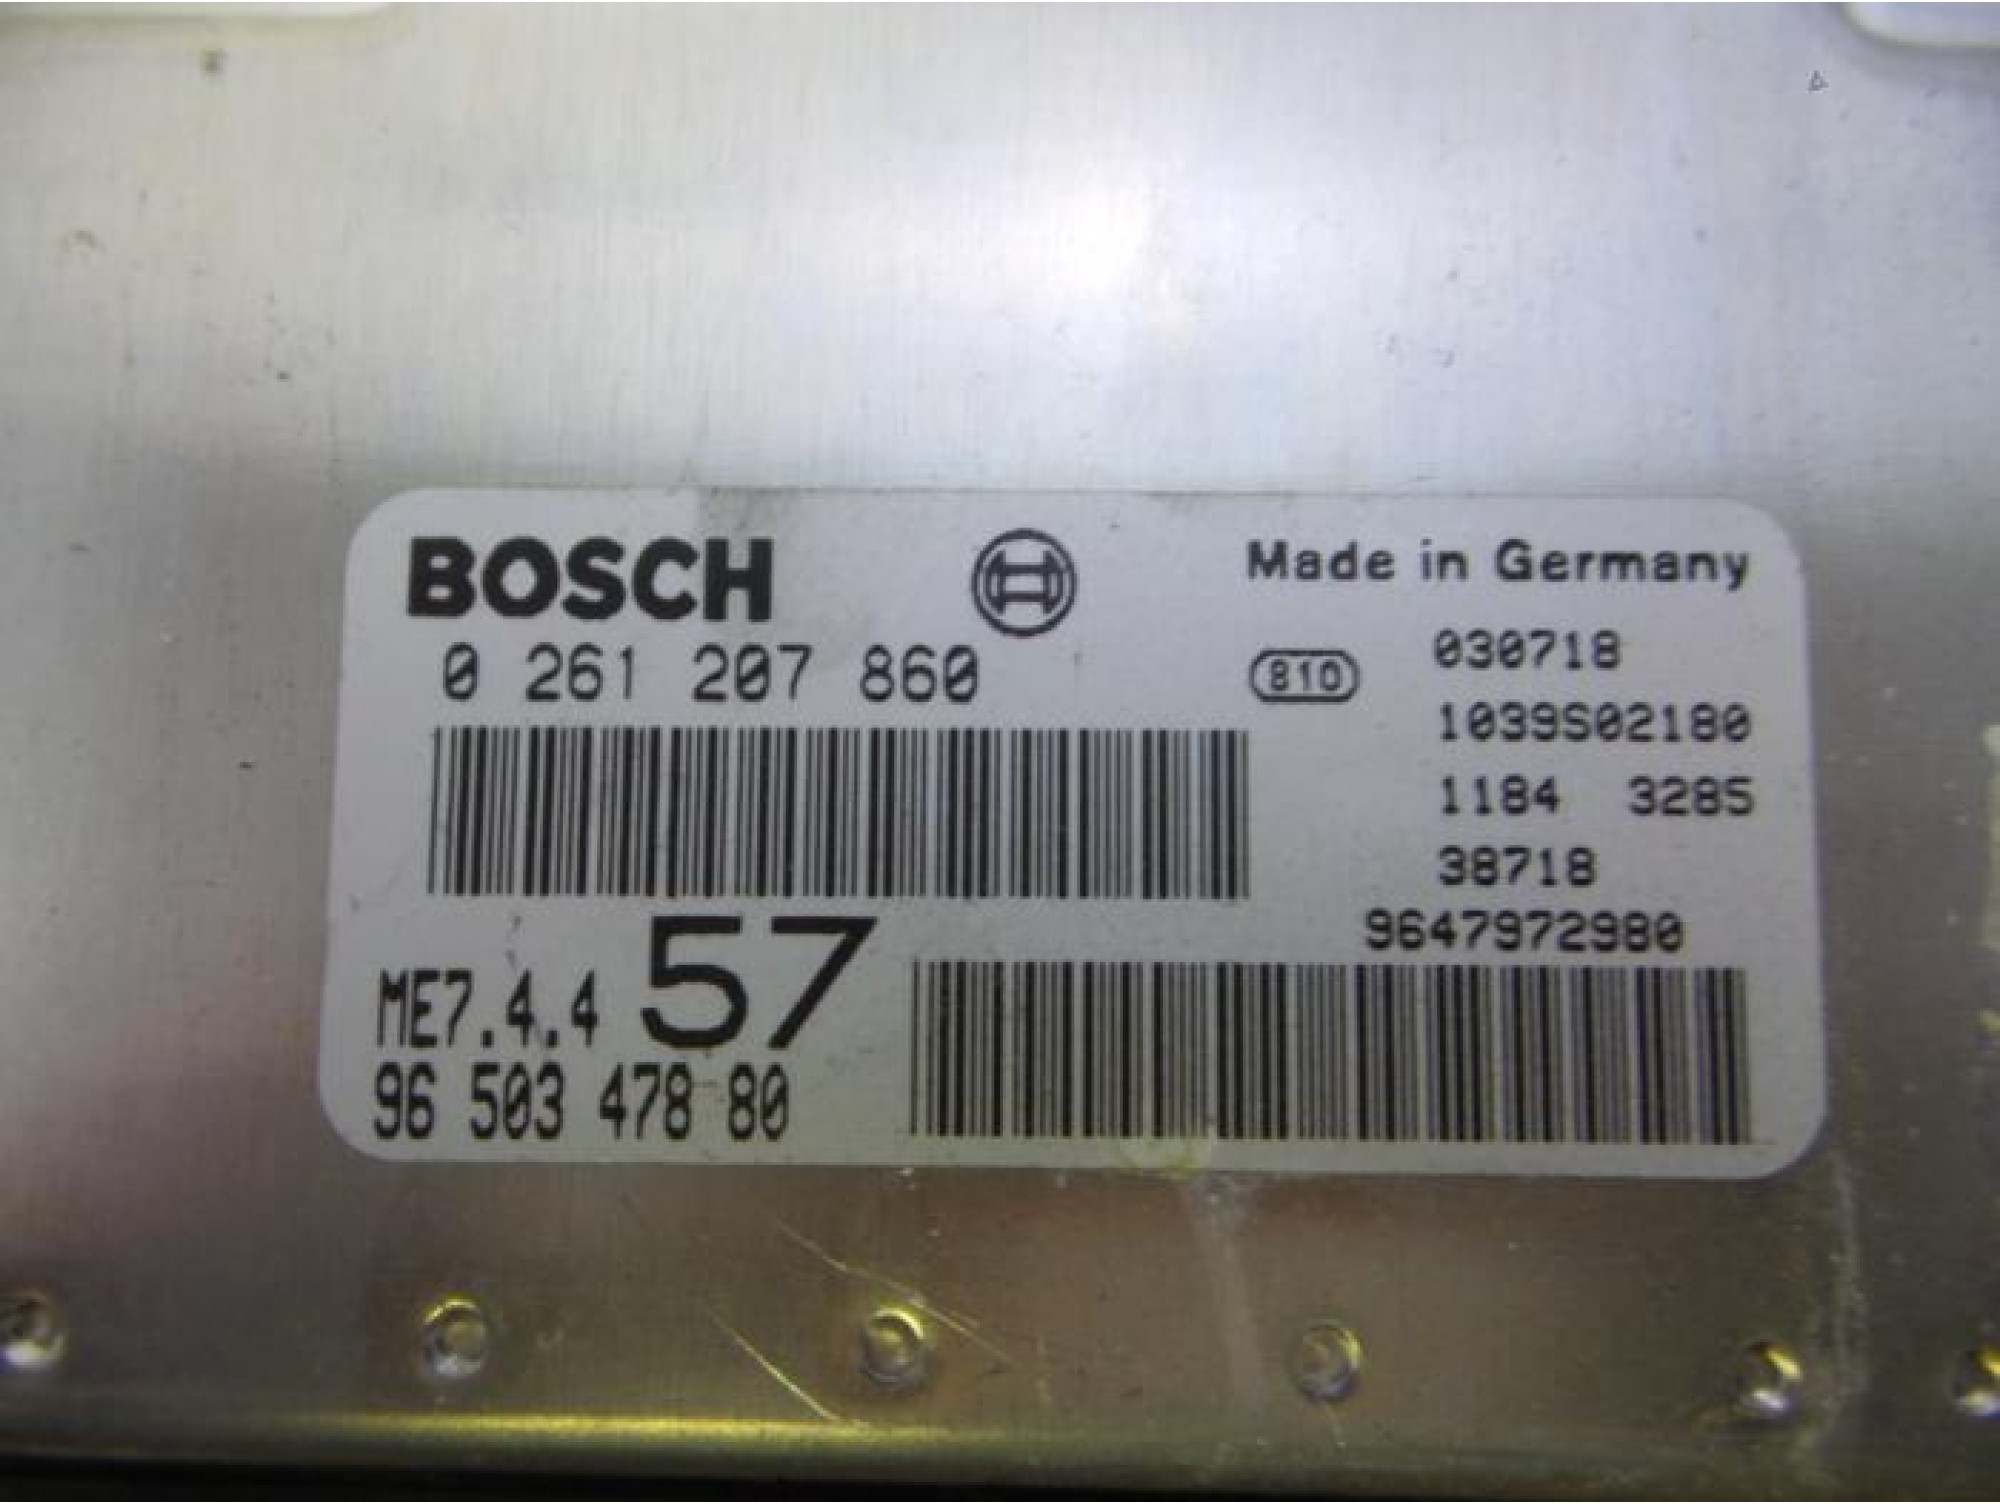 BOSCH
Made in Germany
0 261 207 860
810
030718
1039S02180
1184 3285
38718
9647972980
ME7.4.4 57
96 503 478 80